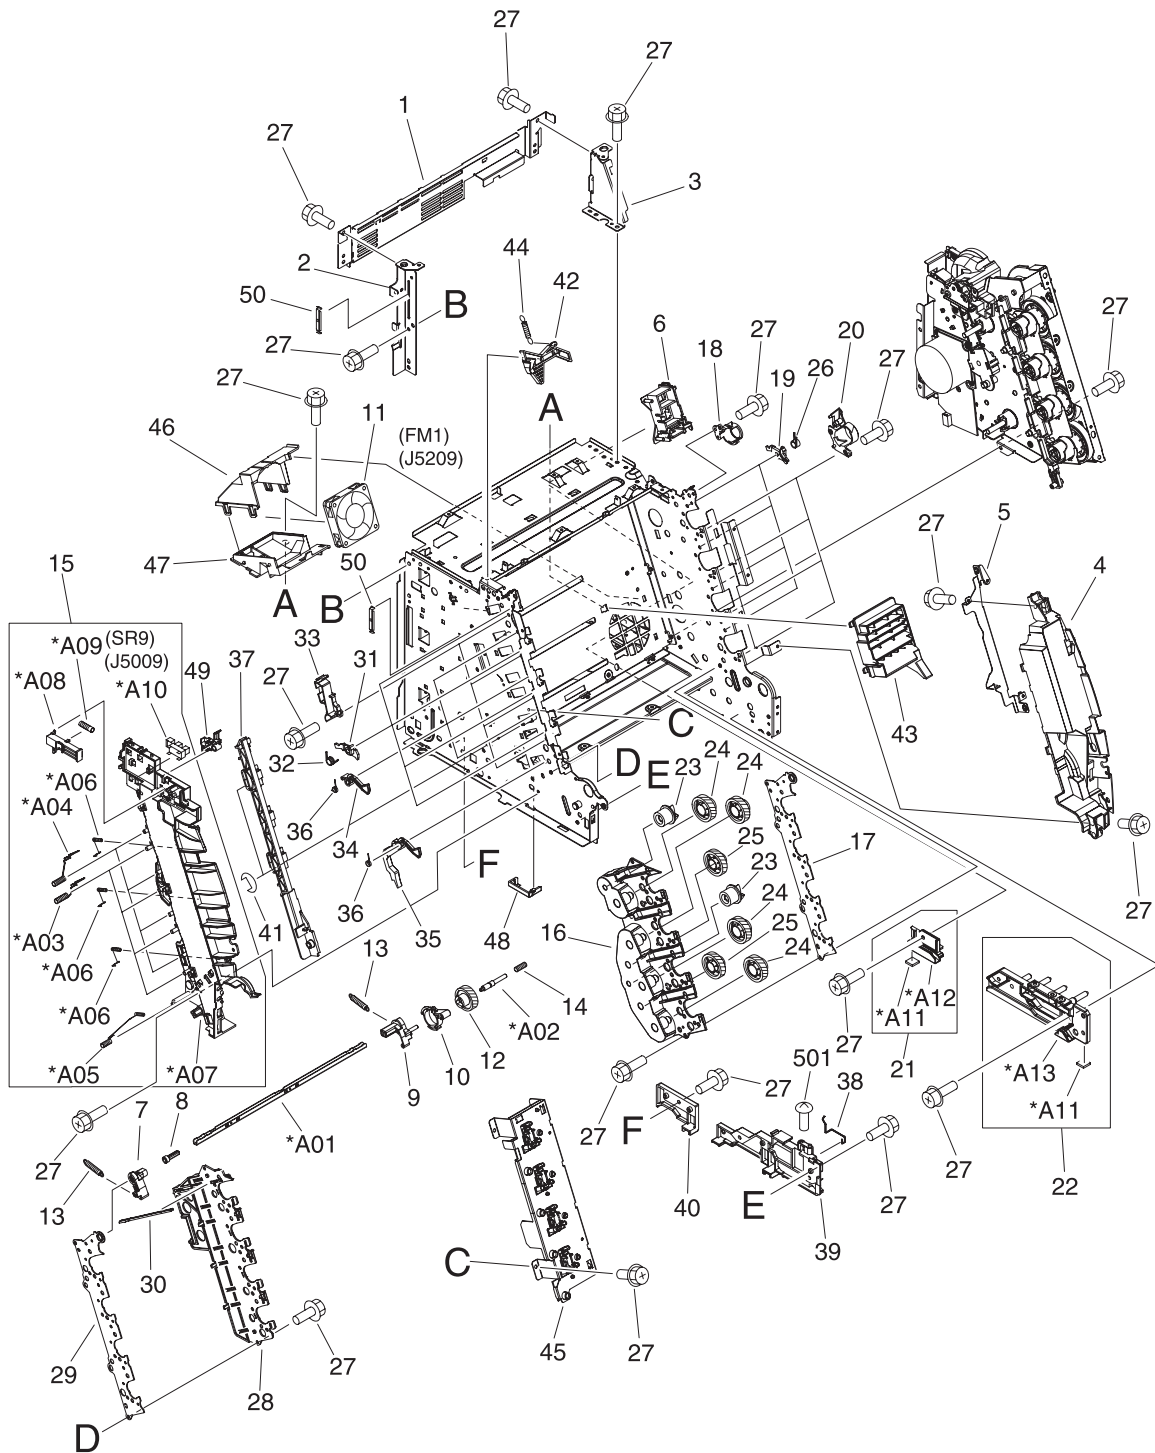 27
27
1
27
3
2
44
42
50
B
6
18
27
20
27
27
26
19
27
27
A
46
11
(FM1)
(J5209)
27
5
4
47
50
15
A
B
*A09
(SR9)
(J5009)
49
37
33
27
31
*A08
*A10
43
C
32
D
E
23
24
24
*A06
*A04
36
34
25
23
17
F
27
36
35
48
24
*A03
41
16
25
24
*A06
13
14
*A06
*A02
*A12
*A11
27
21
*A13
*A11
*A05
*A07
9
10
12
501
38
27
27
F
7
8
*A01
40
E
27
27
22
27
13
39
30
C
29
28
27
45
27
D